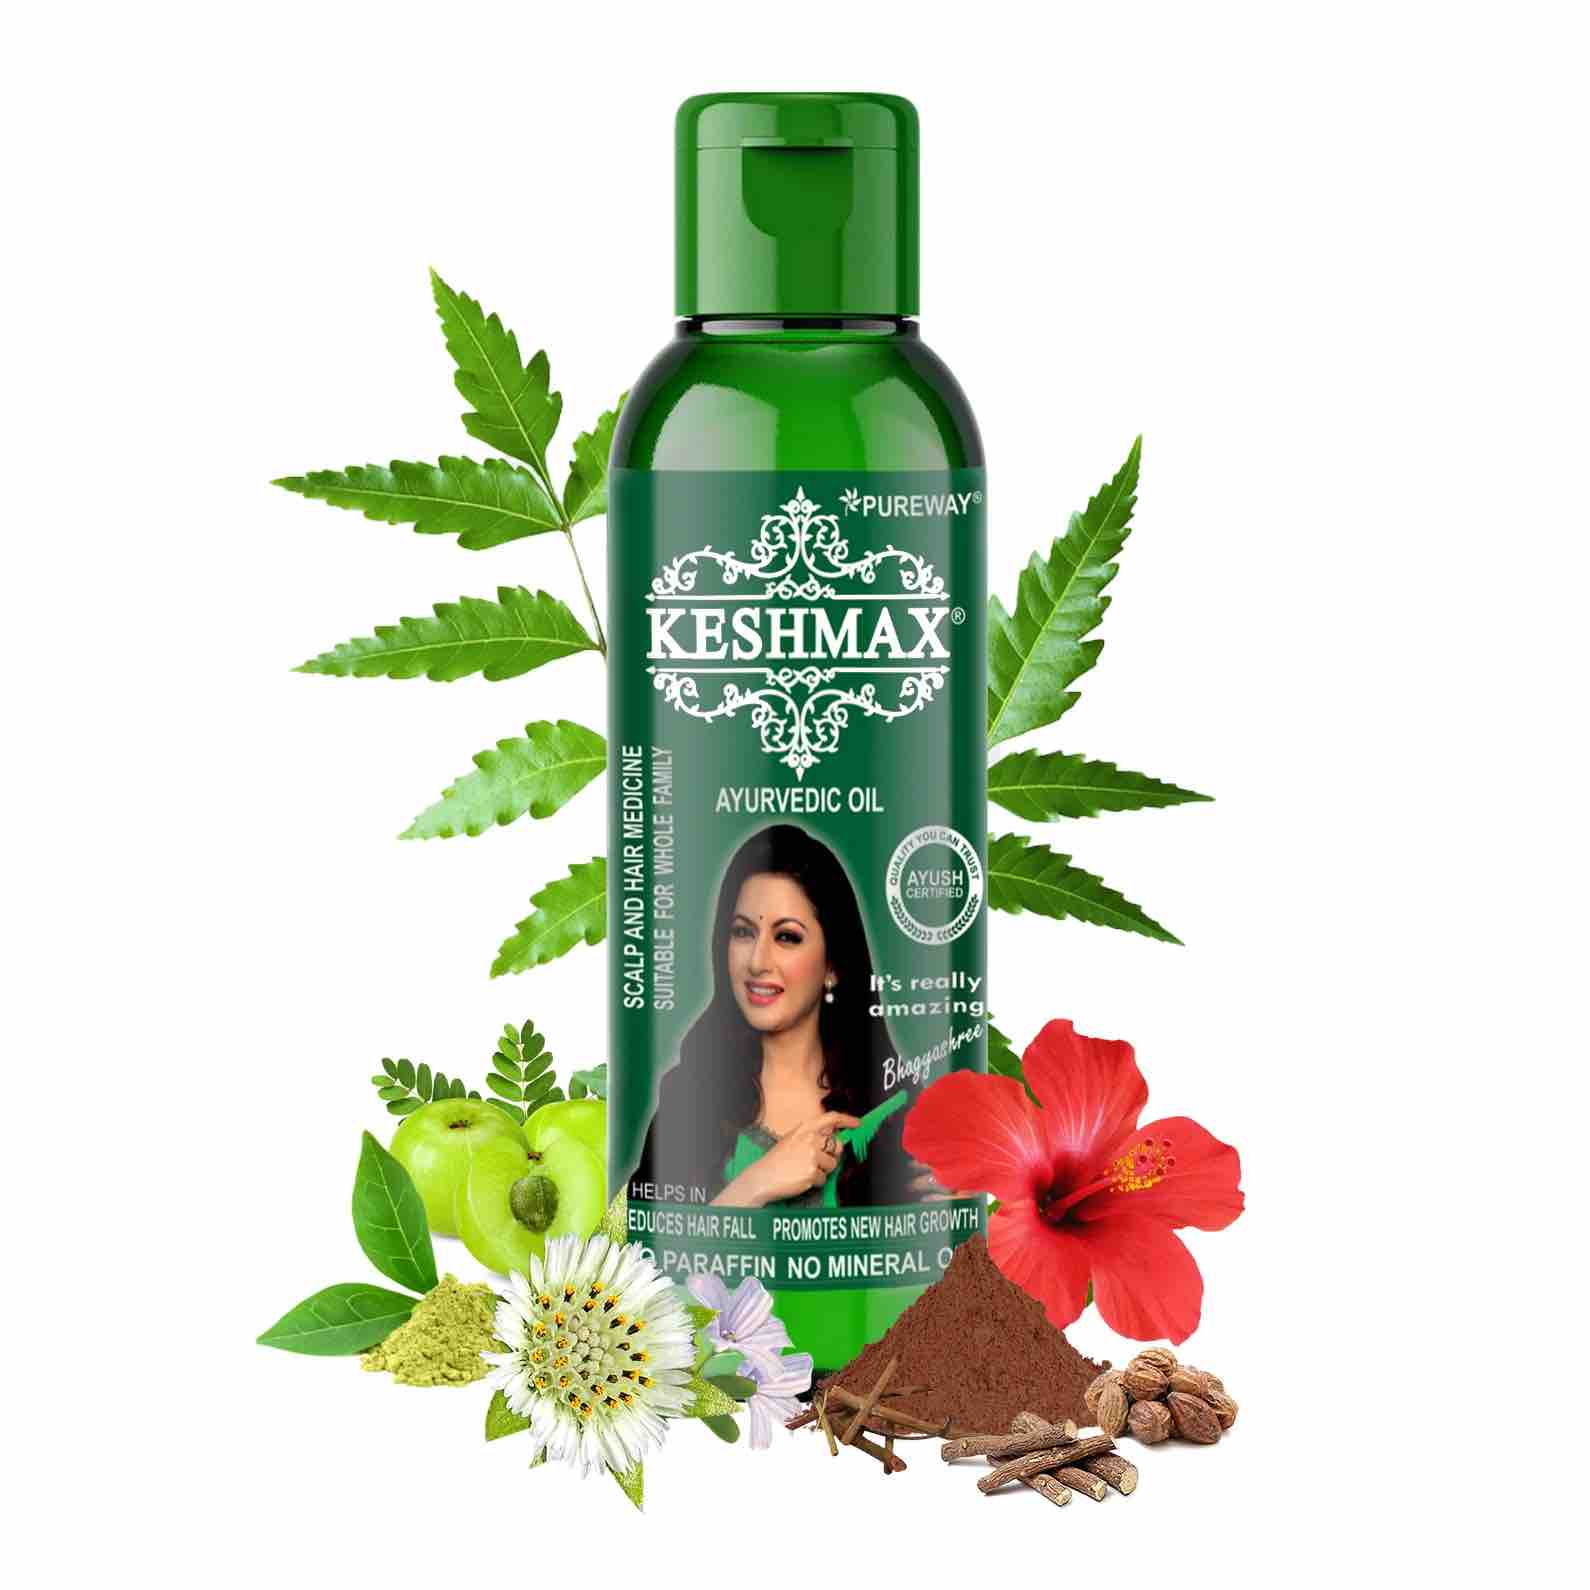 PUREWAY®
KESHMAX®
AYURVEDIC OIL
SCALP AND HAIR MEDICINE
SUITABLE FOR WHOLE FAMILY
QUALITY YOU CAN TRUST
AYUSH
CERTIFIED
It's really
amazing
Bhagyashree
HELPS IN
EDUCES HAIR FALL PROMOTES NEW HAIR GROWTH
PARAFFIN NO MINERAL